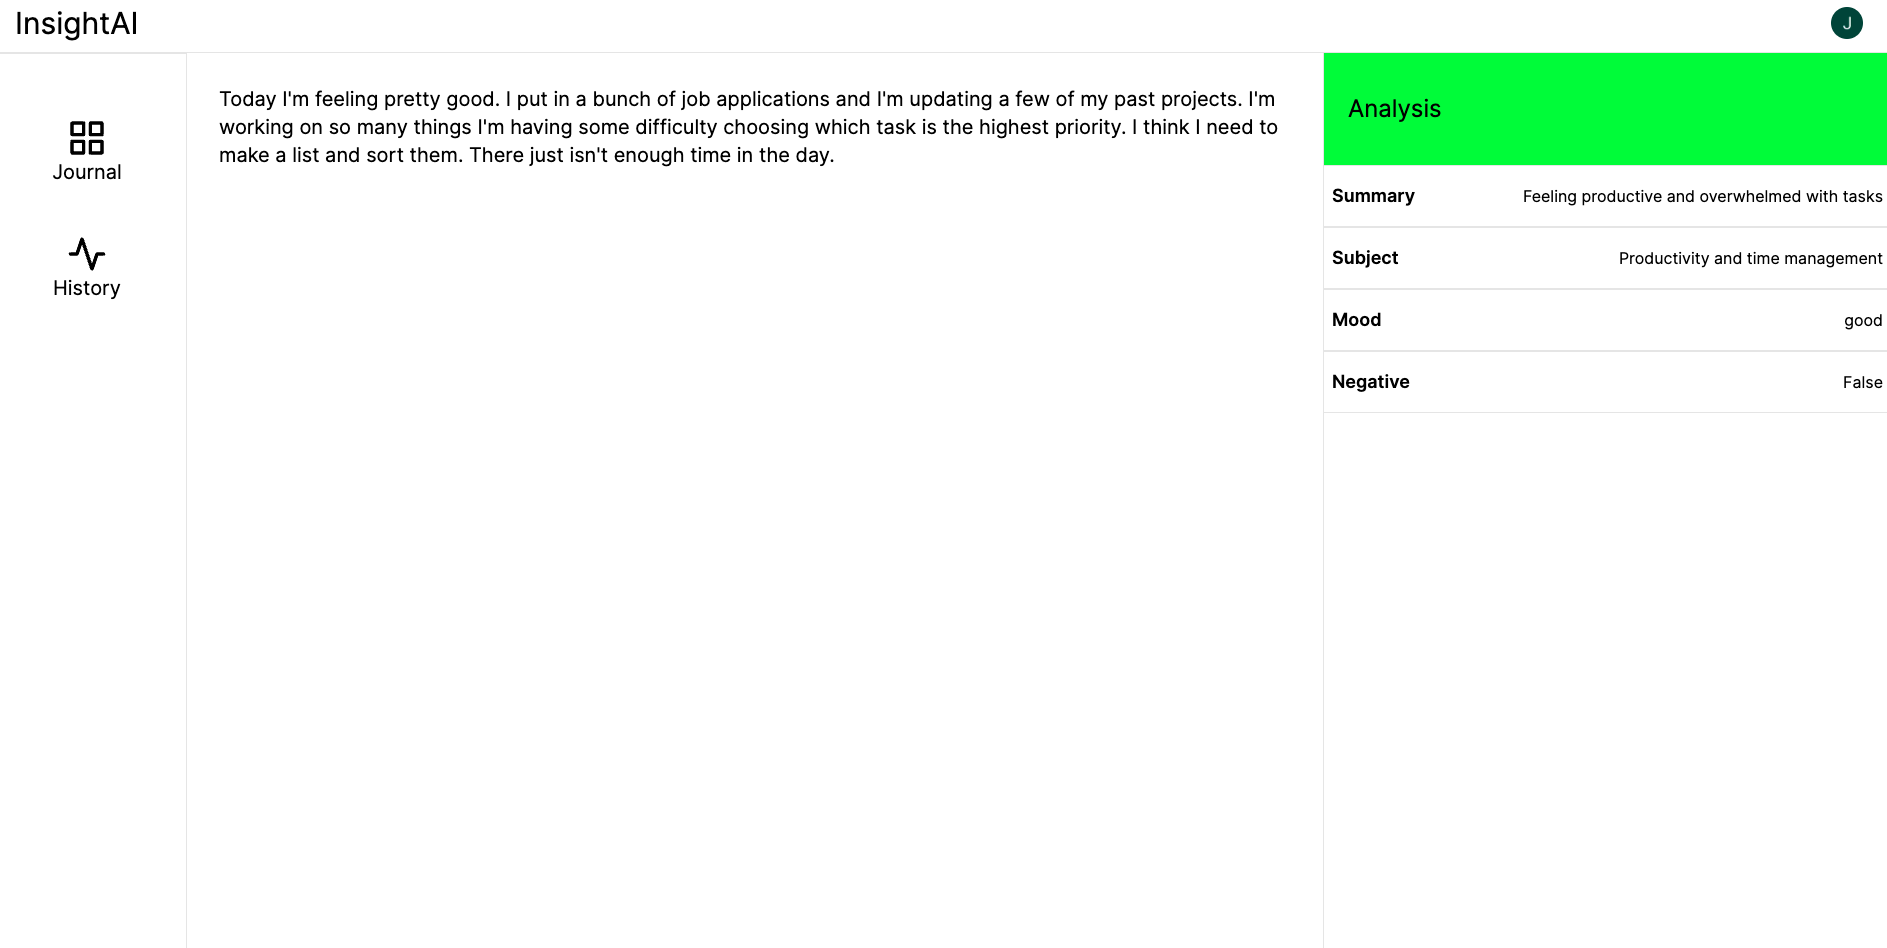 InsightAI
J
Journal
History
Today I'm feeling pretty good. I put in a bunch of job applications and I'm updating a few of my past projects. I'm
working on so many things I'm having some difficulty choosing which task is the highest priority. I think I need to
make a list and sort them. There just isn't enough time in the day.
Analysis
Summary Feeling productive and overwhelmed with tasks
Subject Productivity and time management
Mood good
Negative False